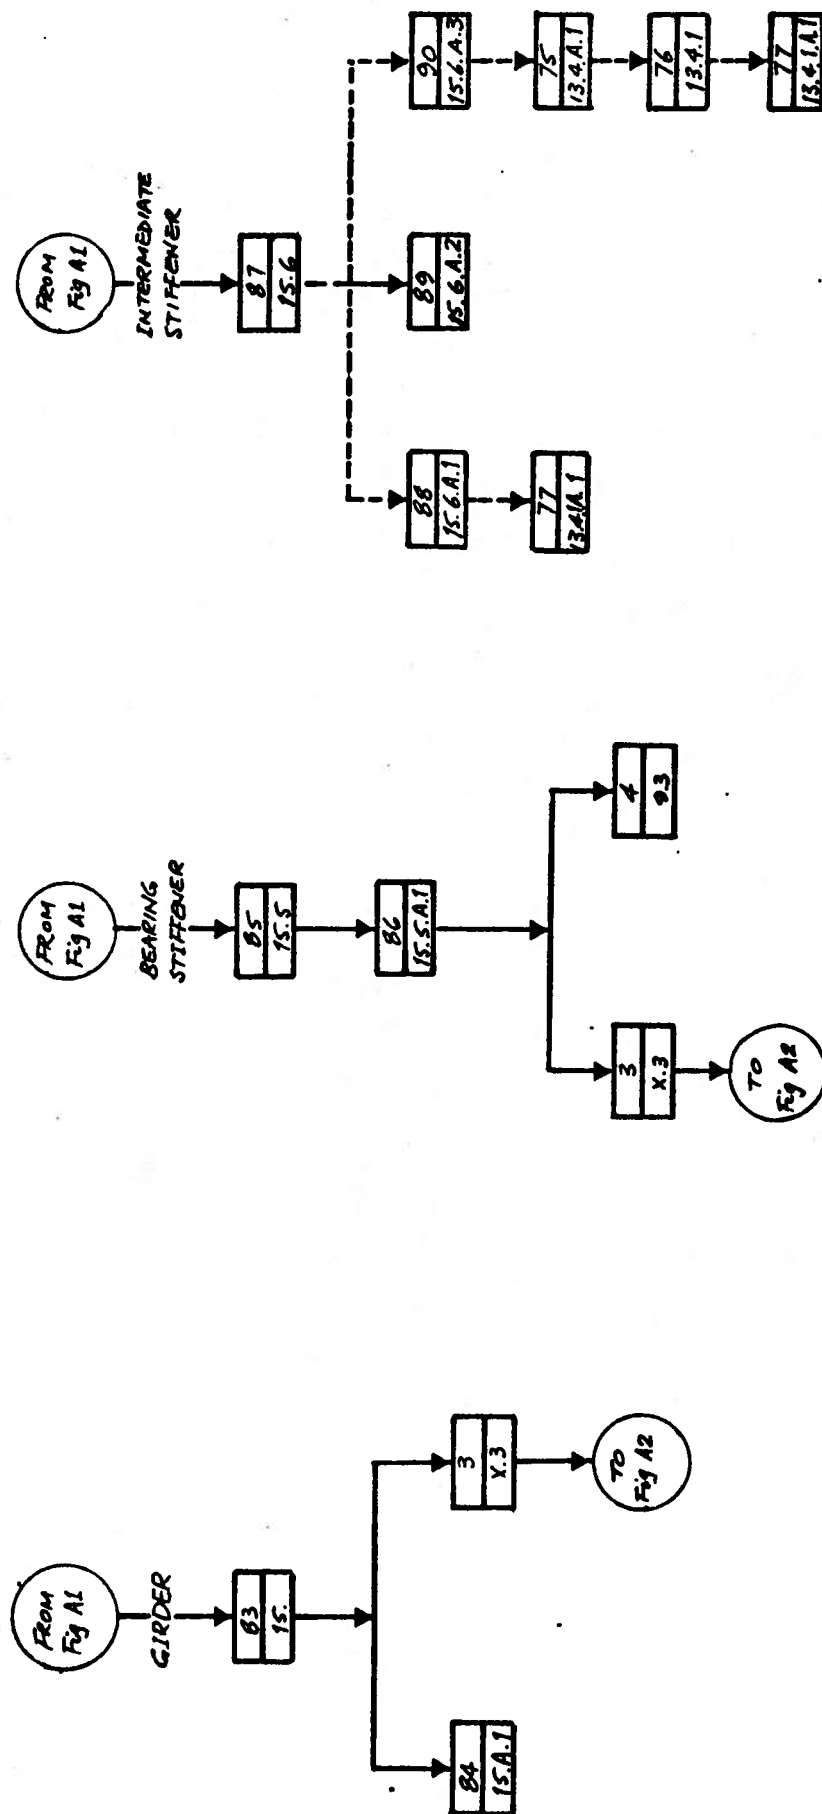 FROM
Fig A1
GIRDER
83
15.
84
15.A.1
3
X.3
TO
Fig A2
FROM
Fig A1
BEARING
STIFFENER
85
15.5
86
15.5.A.1
3
X.3
TO
Fig A2
4
φ3
FROM
Fig A1
INTERMEDIATE
STIFFENER
87
15.6
88
15.6.A.1
77
13.4.1A.1
89
15.6.A.2
90
15.6.A.3
75
13.4.A.1
76
13.4.1
77
13.4.1.A.1